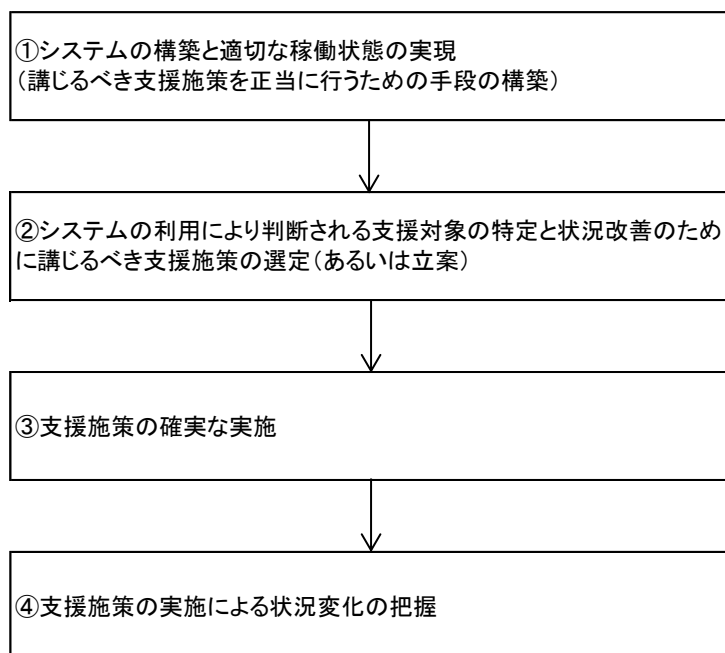 ①システムの構築と適切な稼働状態の実現
（講じるべき支援施策を正当に行うための手段の構築）
②システムの利用により判断される支援対象の特定と状況改善のため
に講じるべき支援施策の選定（あるいは立案）
③支援施策の確実な実施
④支援施策の実施による状況変化の把握